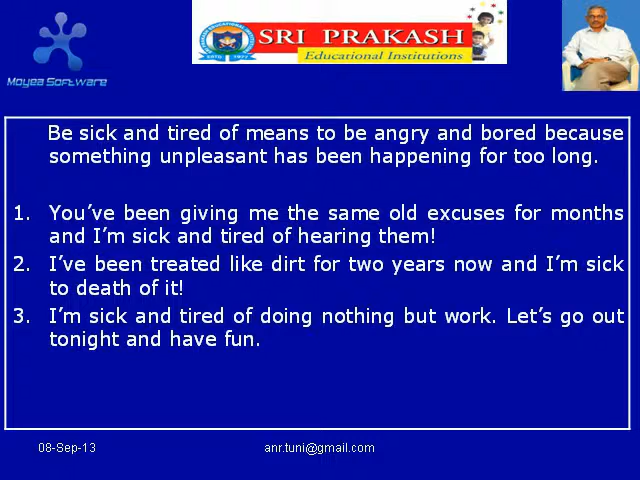 SRI PRAKASH
Educational Institutions
Moyea Software
Be sick and tired of means to be angry and bored because
something unpleasant has been happening for too long.
1. You've been giving me the same old excuses for months
and I'm sick and tired of hearing them!
2. I've been treated like dirt for two years now and I'm sick
to death of it!
3. I'm sick and tired of doing nothing but work. Let's go out
tonight and have fun.
08-Sep-13
anr.tuni@gmail.com